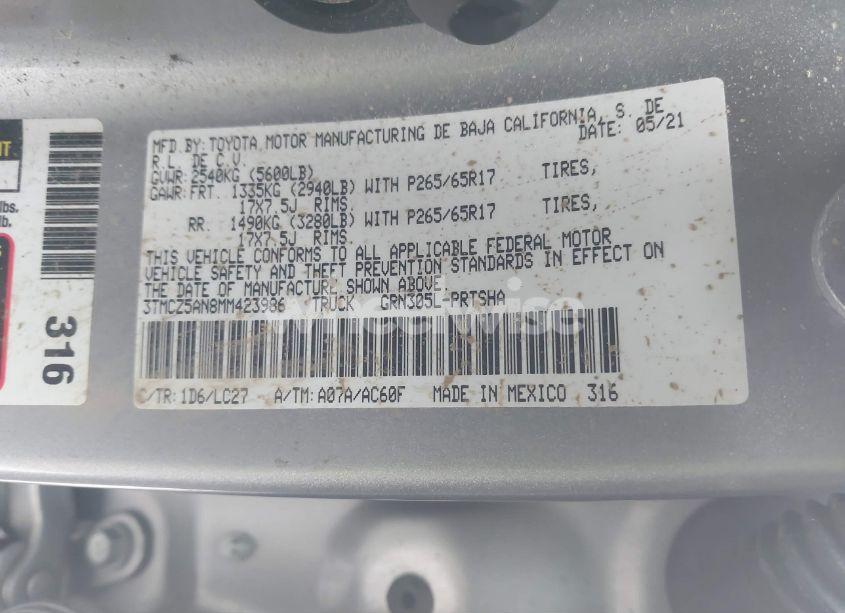 MFD.BY: TOYOTA MOTOR MANUFACTURING DE BAJA CALIFORNIA, S. DE
R.L. DE C.V. DATE: 05/21
GVWR: 2540KG (5600LB)
GAWR: FRT. 1335KG (2940LB) WITH P265/65R17 TIRES,
17X7.5J RIMS.
RR. 1490KG (3280LB) WITH P265/65R17 TIRES,
17X7.5J RIMS.
THIS VEHICLE CONFORMS TO ALL APPLICABLE FEDERAL MOTOR
VEHICLE SAFETY AND THEFT PREVENTION STANDARDS IN EFFECT ON
THE DATE OF MANUFACTURE SHOWN ABOVE.
3TMCZ5AN8MM423996 TRUCK GRN305L-PRTSHA
C/TR: 1D6/LC27 A/TM: A07A/AC60F MADE IN MEXICO 316
lbs.
lb.
316